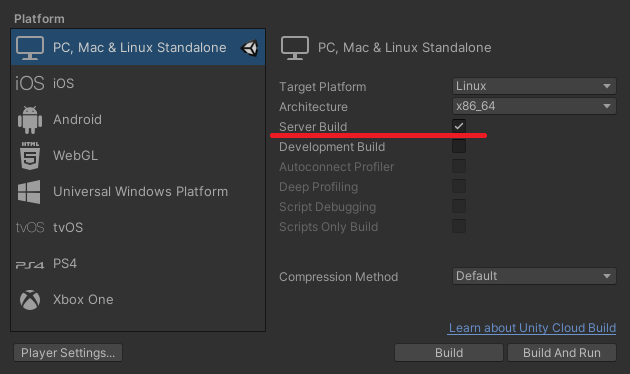 Platform
PC, Mac & Linux Standalone
iOS iOS
Android
HTML WebGL
Universal Windows Platform
tvOS tvOS
PS4 PS4
Xbox One
PC, Mac & Linux Standalone
Target Platform Linux
Architecture x86_64
Server Build
Development Build
Autoconnect Profiler
Deep Profiling
Script Debugging
Scripts Only Build
Compression Method Default
Learn about Unity Cloud Build
Player Settings... Build Build And Run